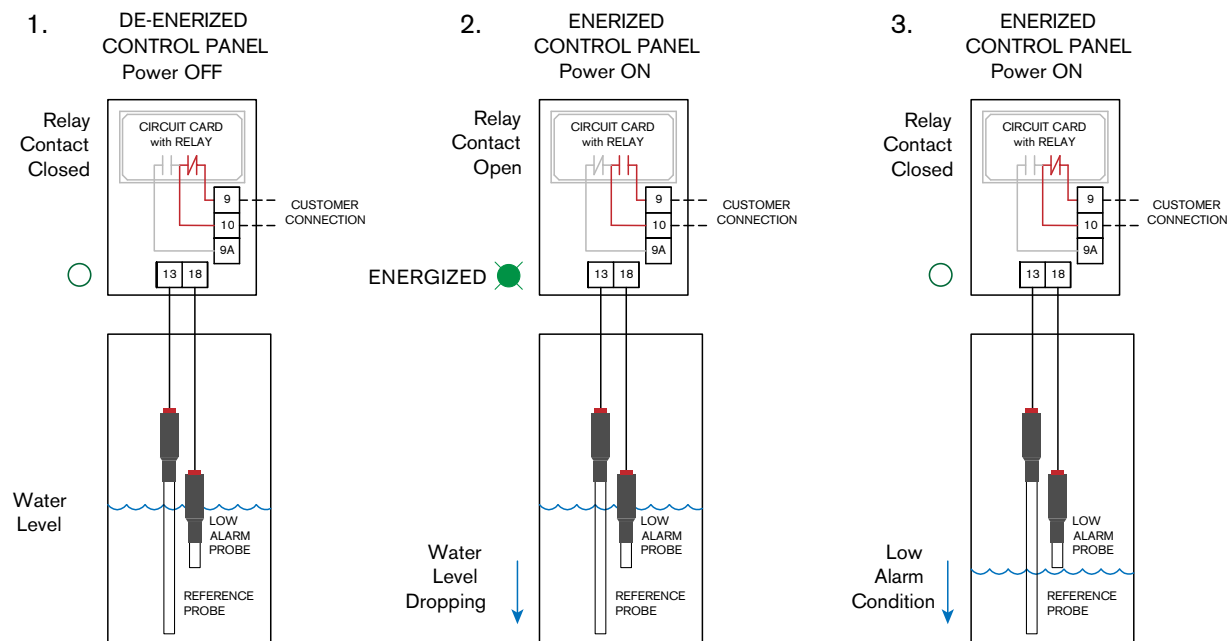 1.
DE-ENERIZED
CONTROL PANEL
Power OFF
Relay
Contact
Closed
CIRCUIT CARD
with RELAY
9
10
9A
CUSTOMER
CONNECTION
13 18
Water
Level
LOW
ALARM
PROBE
REFERENCE
PROBE
2.
ENERIZED
CONTROL PANEL
Power ON
Relay
Contact
Open
CIRCUIT CARD
with RELAY
9
10
9A
CUSTOMER
CONNECTION
ENERGIZED
13 18
LOW
ALARM
PROBE
Water
Level
Dropping
REFERENCE
PROBE
3.
ENERIZED
CONTROL PANEL
Power ON
Relay
Contact
Closed
CIRCUIT CARD
with RELAY
9
10
9A
CUSTOMER
CONNECTION
13 18
LOW
ALARM
PROBE
Low
Alarm
Condition
REFERENCE
PROBE